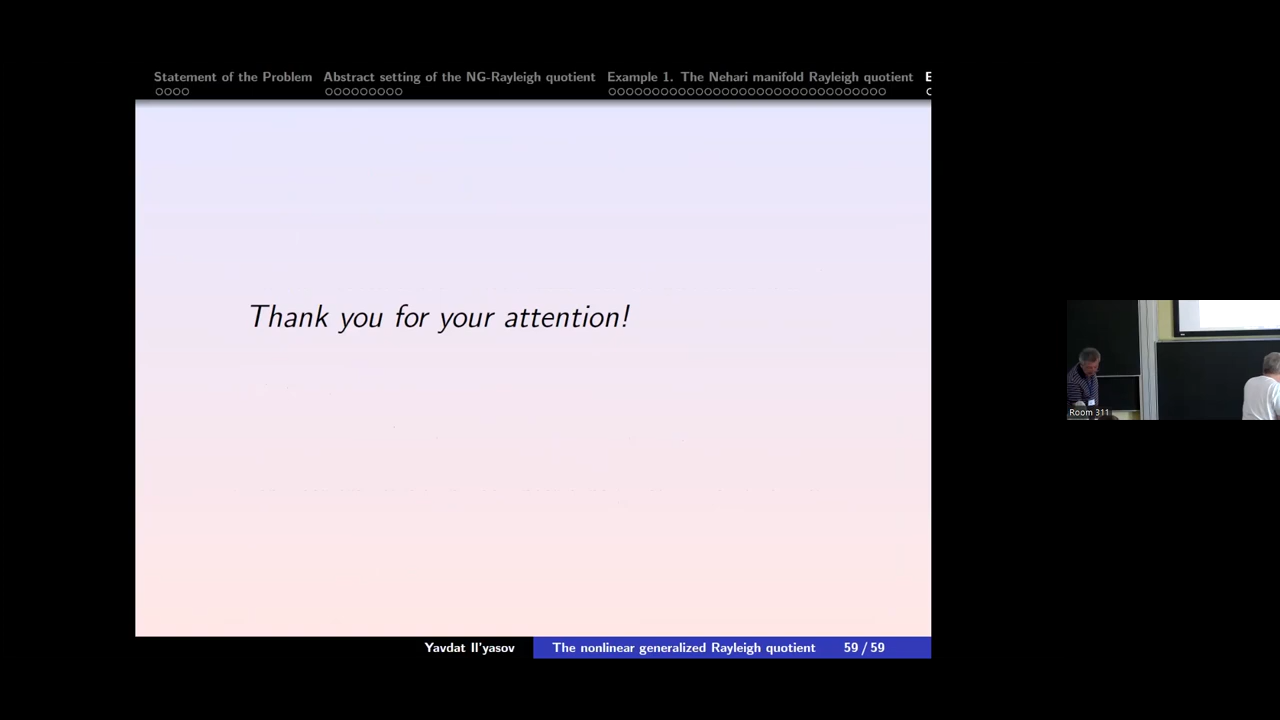 Statement of the Problem Abstract setting of the NG-Rayleigh quotient Example 1. The Nehari manifold Rayleigh quotient E
Thank you for your attention!
Room 311
Yavdat Il'yasov The nonlinear generalized Rayleigh quotient 59 / 59